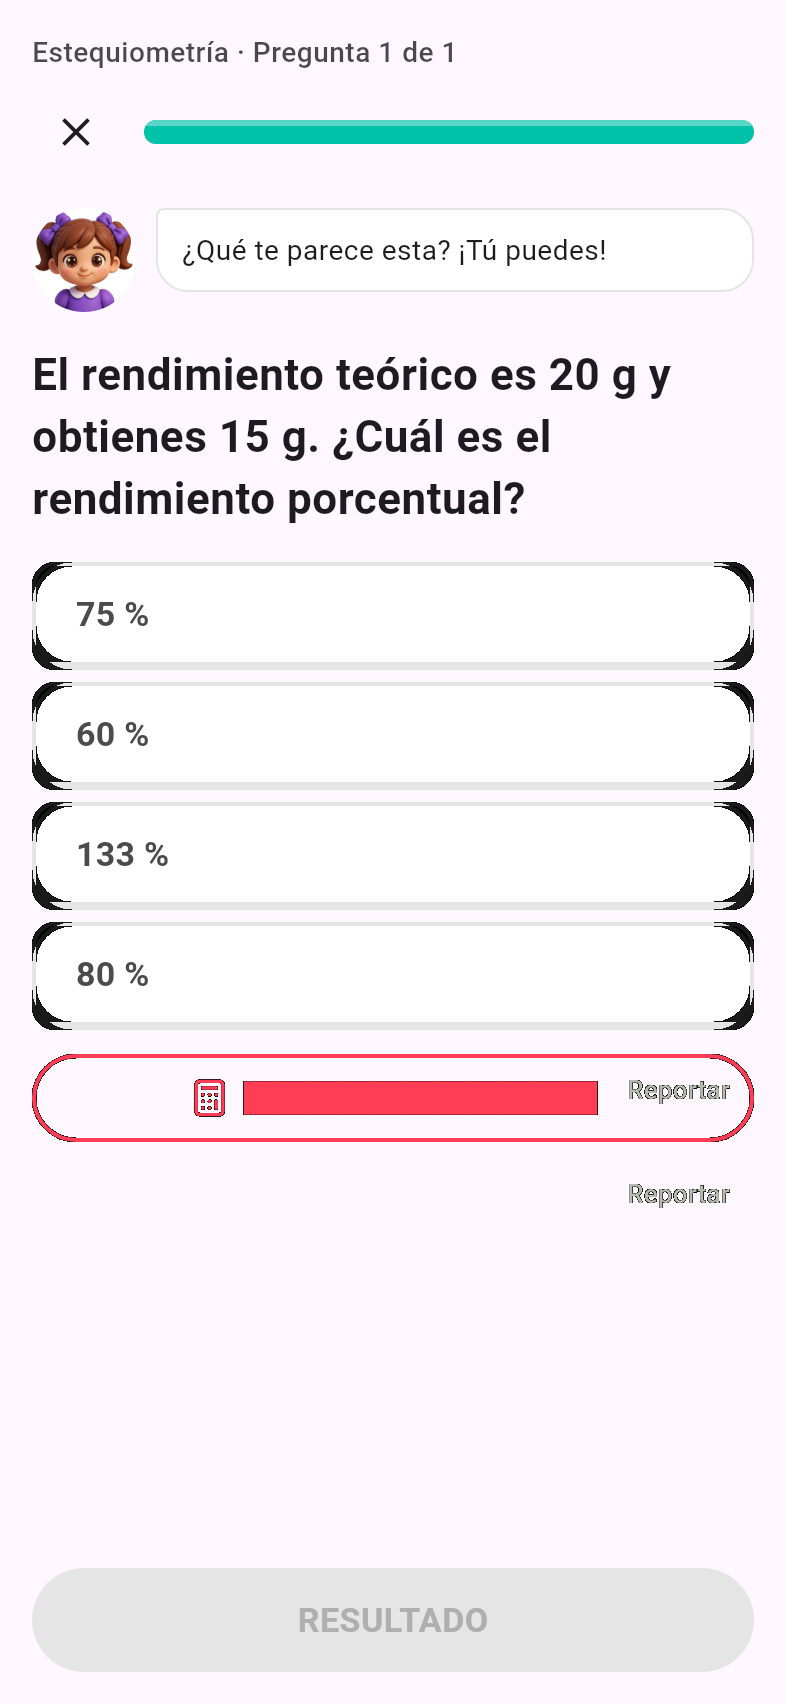 Estequiometría · Pregunta 1 de 1
¿Qué te parece esta? ¡Tú puedes!
El rendimiento teórico es 20 g y
obtienes 15 g. ¿Cuál es el
rendimiento porcentual?
75 %
60 %
133 %
80 %
Reportar
Reportar
RESULTADO